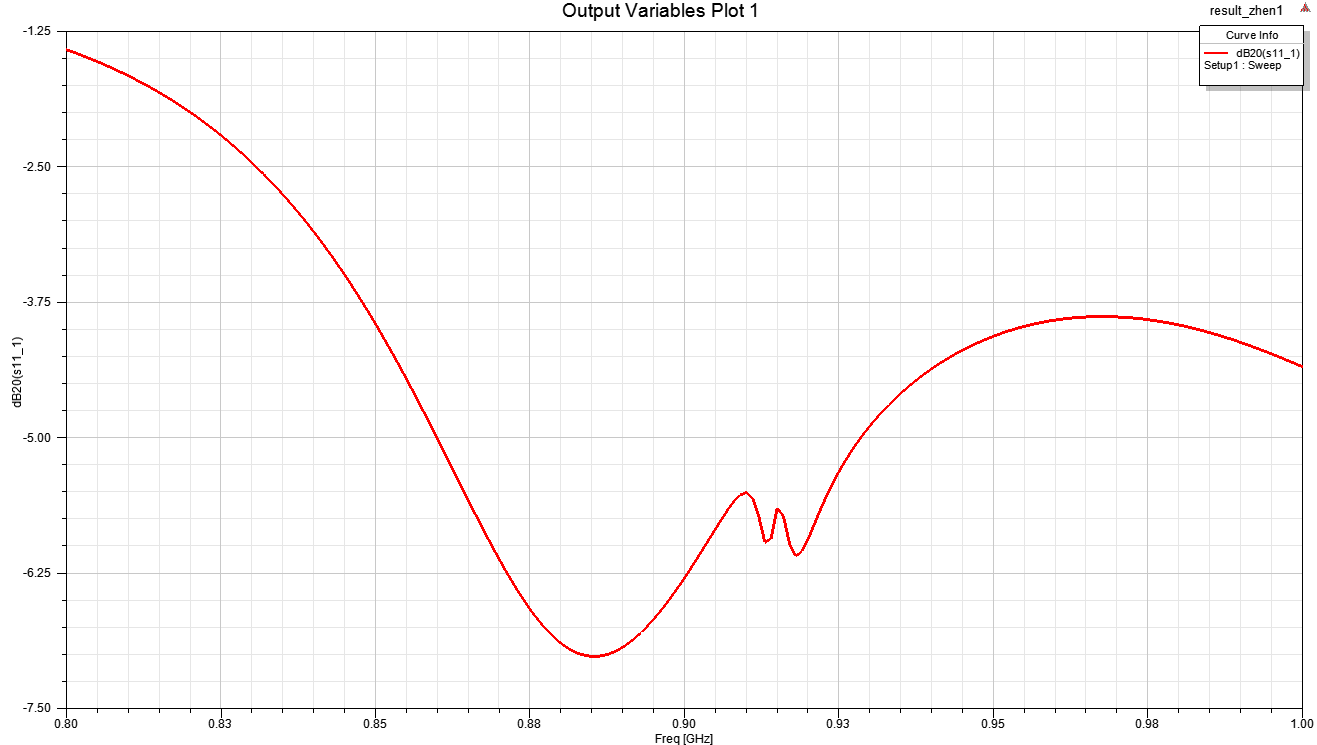 Output Variables Plot 1
result_zhen1
Curve Info
dB20(s11_1)
Setup1 : Sweep
-1.25
-2.50
-3.75
-5.00
-6.25
-7.50
dB20(s11_1)
0.80 0.83 0.85 0.88 0.90 0.93 0.95 0.98 1.00
Freq [GHz]